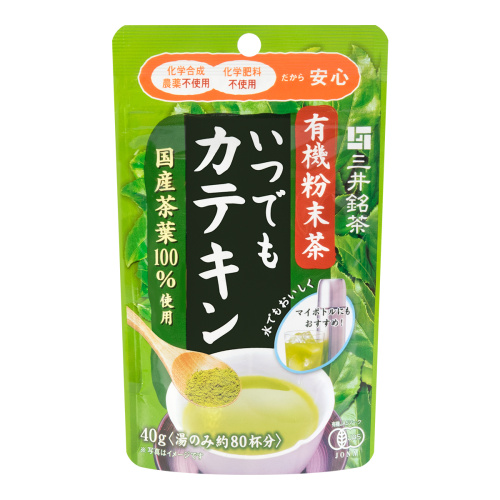 化学合成
農薬不使用
化学肥料
不使用
だから 安心
三井銘茶
有機粉末茶
いつでも
カテキン
国産茶葉
100%使用
水でもおいしく
マイボトルにも
おすすめ!
40g〈湯のみ約80杯分〉
※写真はイメージです
JONA